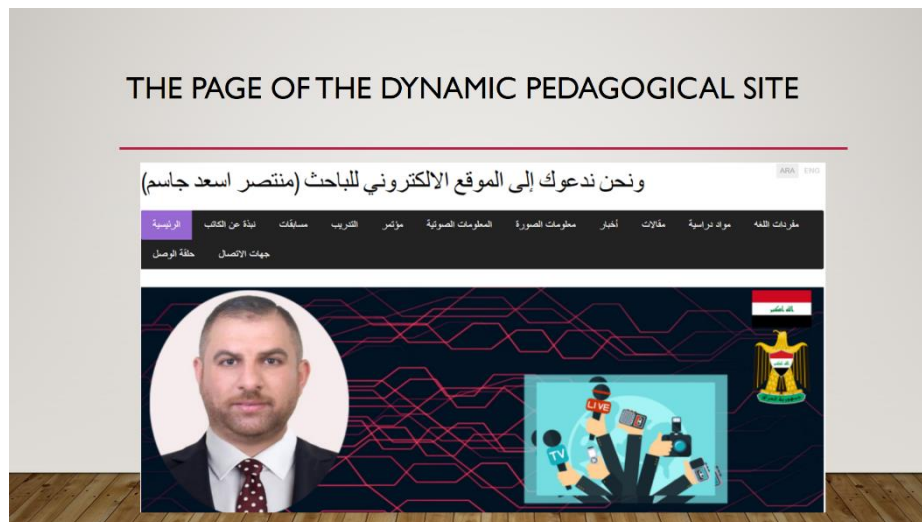 THE PAGE OF THE DYNAMIC PEDAGOGICAL SITE
ونحن ندعوك إلى الموقع الالكتروني للباحث (منتصر اسعد جاسم)
ARA ENG
الرئيسية نبذة عن الكاتب مسابقات التدريب مؤتمر المعلومات الصوتية معلومات الصورة أخبار مقالات مواد دراسية مفردات اللغه
حلقة الوصل جهات الاتصال
الله اكبر
LIVE
TV